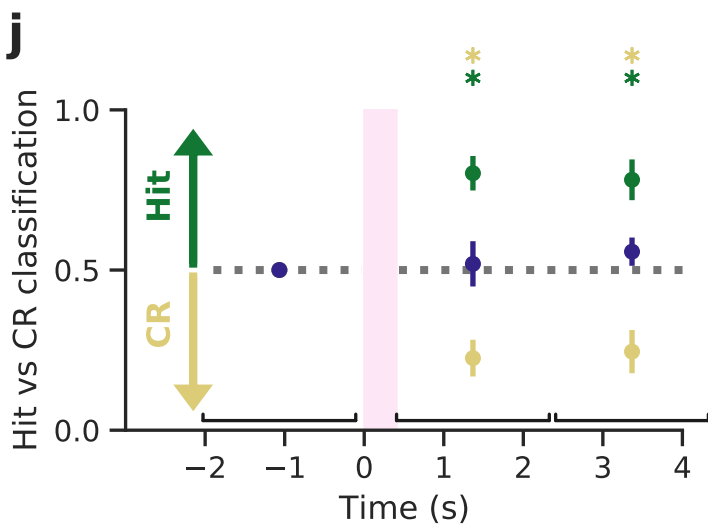 j
* *
* *
Hit vs CR classification
1.0
0.5
0.0
Hit
CR
−2 −1 0 1 2 3 4
Time (s)